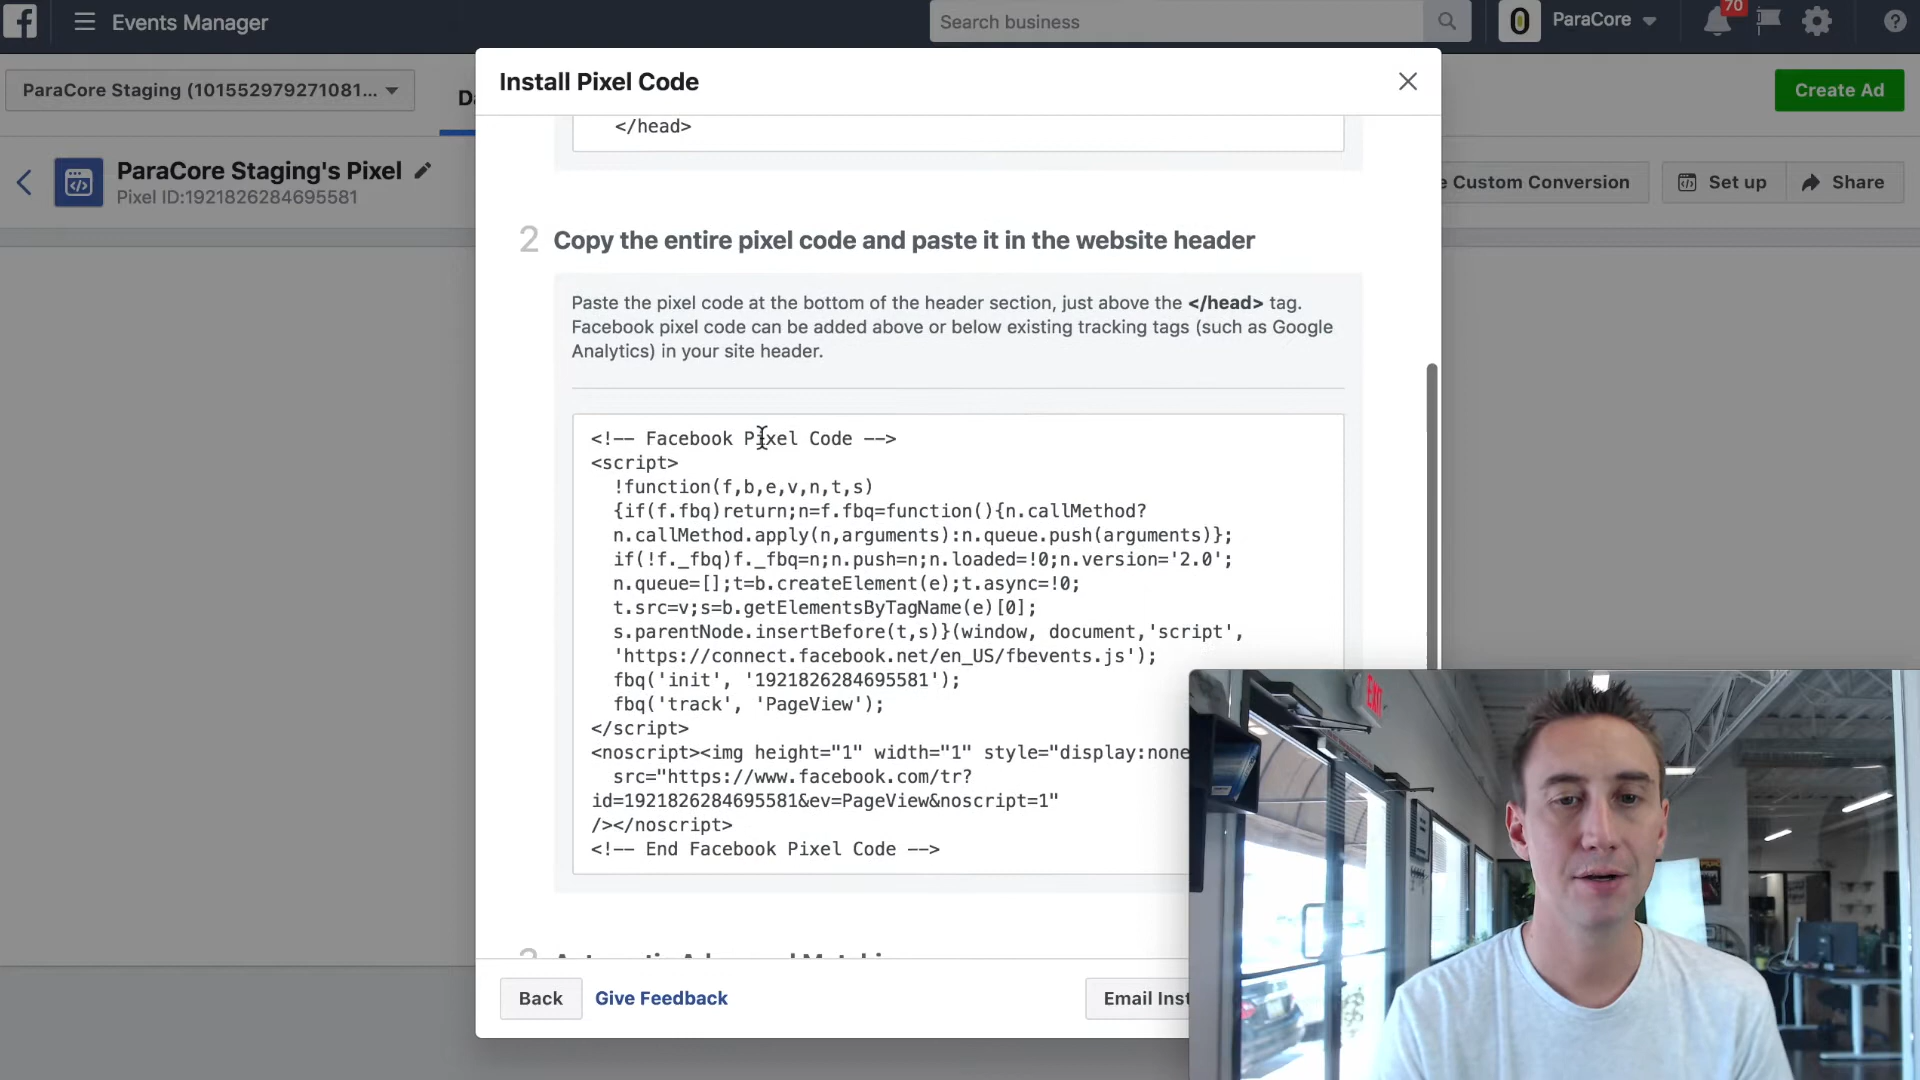 Events Manager
Search business
ParaCore
70
ParaCore Staging (101552979271081...
Create Ad
ParaCore Staging's Pixel
Pixel ID:1921826284695581
Custom Conversion
Set up
Share
Install Pixel Code
</head>
2 Copy the entire pixel code and paste it in the website header
Paste the pixel code at the bottom of the header section, just above the </head> tag.
Facebook pixel code can be added above or below existing tracking tags (such as Google
Analytics) in your site header.
<!-- Facebook Pixel Code -->
<script>
!function(f,b,e,v,n,t,s)
{if(f.fbq)return;n=f.fbq=function(){n.callMethod?
n.callMethod.apply(n,arguments):n.queue.push(arguments)};
if(!f._fbq)f._fbq=n;n.push=n;n.loaded=!0;n.version='2.0';
n.queue=[];t=b.createElement(e);t.async=!0;
t.src=v;s=b.getElementsByTagName(e)[0];
s.parentNode.insertBefore(t,s)}(window, document,'script',
'https://connect.facebook.net/en_US/fbevents.js');
fbq('init', '1921826284695581');
fbq('track', 'PageView');
</script>
<noscript><img height="1" width="1" style="display:none
src="https://www.facebook.com/tr?
id=1921826284695581&ev=PageView&noscript=1"
/></noscript>
<!-- End Facebook Pixel Code -->
Back
Give Feedback
Email Inst
EXIT